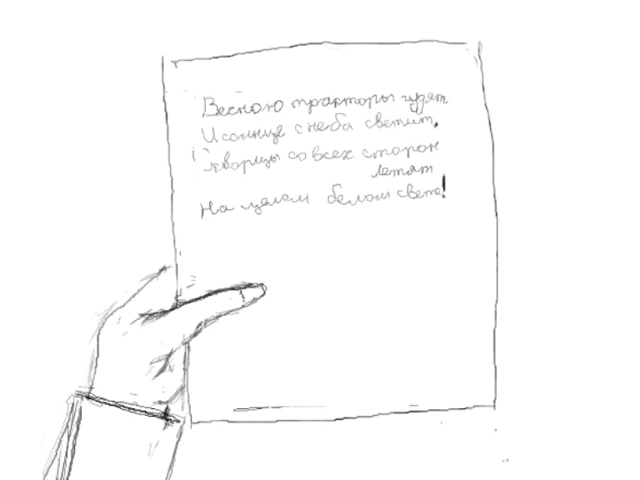 Весною тракторы гудят
И солнце с неба светит,
Скворцы со всех сторон
летят
На целом белом свете!